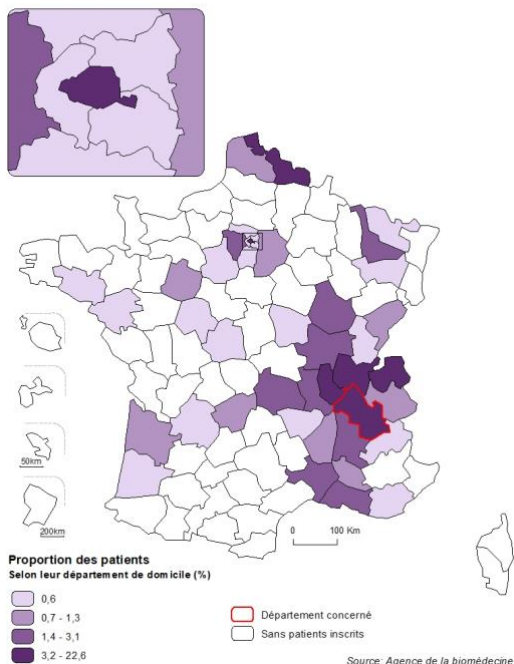 50km
200km
0 100 Km
Proportion des patients
Selon leur département de domicile (%)
0,6
0,7 - 1,3
1,4 - 3,1
3,2 - 22,6
Département concerné
Sans patients inscrits
Source: Agence de la biomédecine